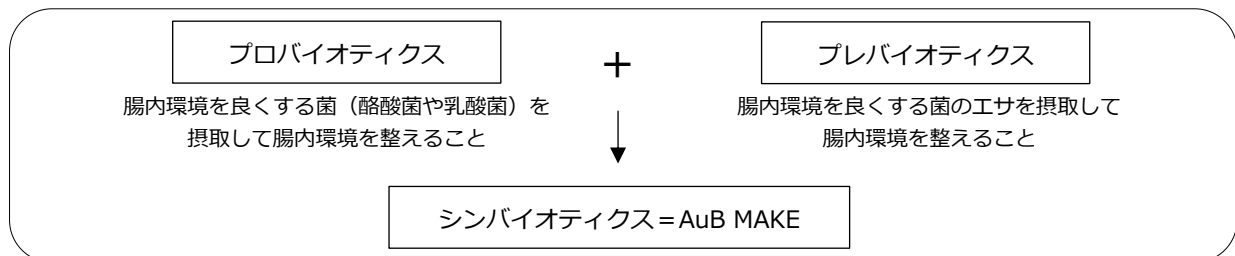 プロバイオティクス
+
プレバイオティクス
腸内環境を良くする菌（酪酸菌や乳酸菌）を
摂取して腸内環境を整えること
腸内環境を良くする菌のエサを摂取して
腸内環境を整えること
シンバイオティクス＝AuB MAKE